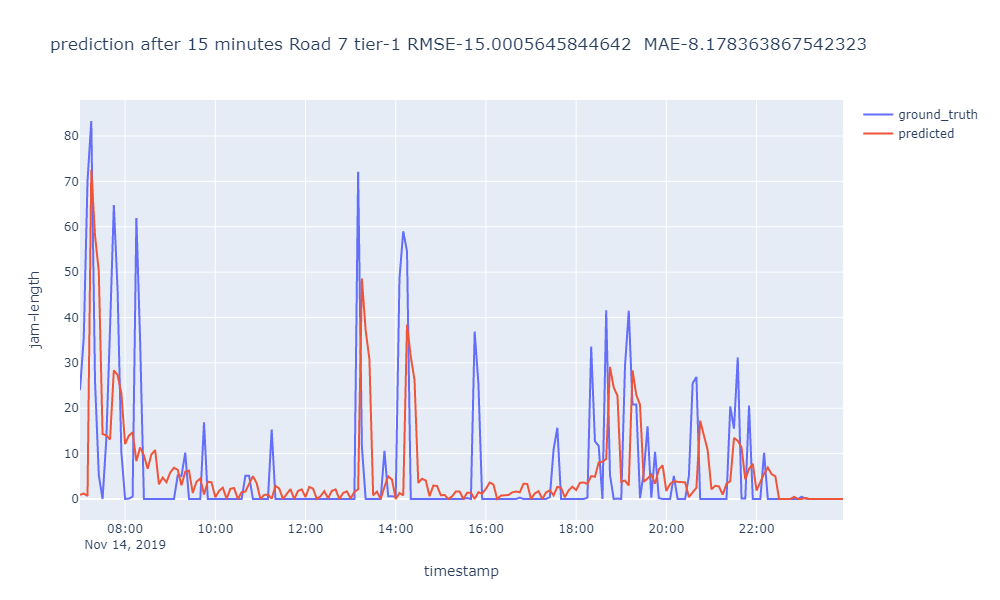 prediction after 15 minutes Road 7 tier-1 RMSE-15.0005645844642  MAE-8.178363867542323
ground_truth
predicted
80
70
60
50
40
30
20
10
0
jam-length
08:00 10:00 12:00 14:00 16:00 18:00 20:00 22:00
Nov 14, 2019
timestamp